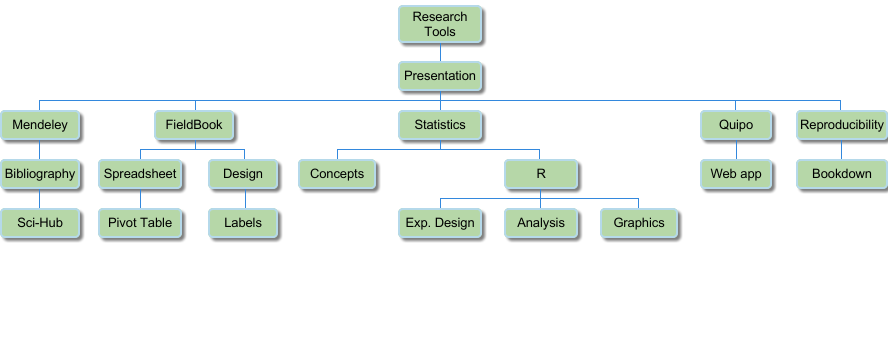 Research
Tools
Presentation
Mendeley
FieldBook
Statistics
Quipo
Reproducibility
Bibliography
Spreadsheet
Design
Concepts
R
Web app
Bookdown
Sci-Hub
Pivot Table
Labels
Exp. Design
Analysis
Graphics